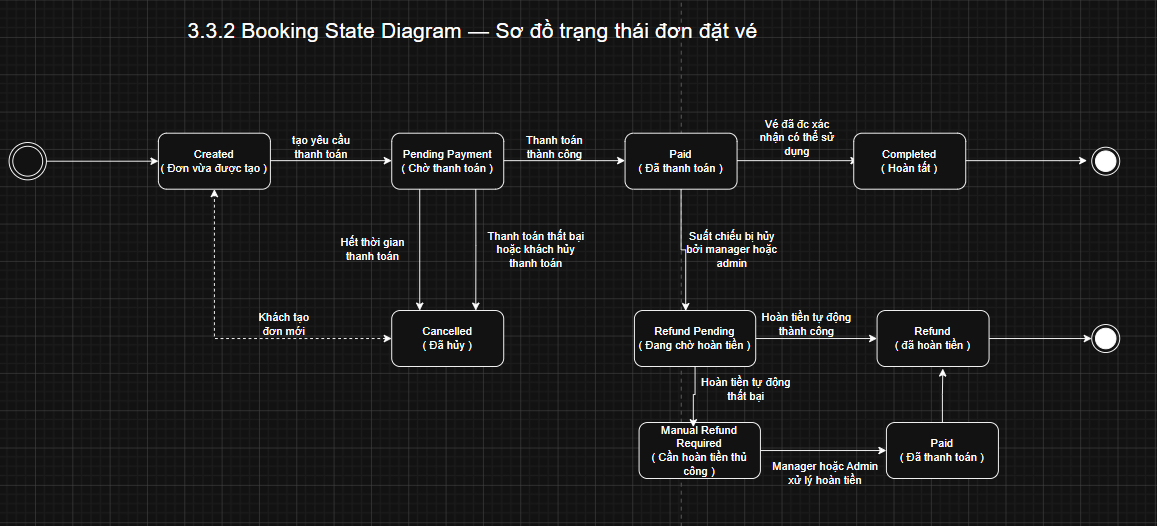 3.3.2 Booking State Diagram — Sơ đồ trạng thái đơn đặt vé
Created
( Đơn vừa được tạo )
tạo yêu cầu
thanh toán
Pending Payment
( Chờ thanh toán )
Thanh toán
thành công
Paid
( Đã thanh toán )
Vé đã đc xác
nhận có thể sử
dụng
Completed
( Hoàn tất )
Hết thời gian
thanh toán
Thanh toán thất bại
hoặc khách hủy
thanh toán
Suất chiếu bị hủy
bởi manager hoặc
admin
Khách tạo
đơn mới
Cancelled
( Đã hủy )
Refund Pending
( Đang chờ hoàn tiền )
Hoàn tiền tự động
thành công
Refund
( đã hoàn tiền )
Hoàn tiền tự động
thất bại
Manual Refund
Required
( Cần hoàn tiền thủ
công )
Manager hoặc Admin
xử lý hoàn tiền
Paid
( Đã thanh toán )